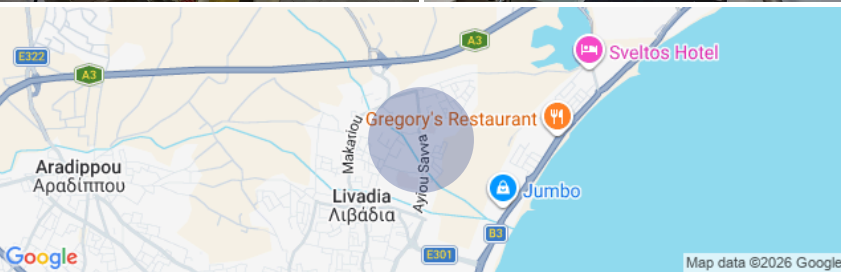 A3
E322
Sveltos Hotel
A3
Gregory's Restaurant
Makariou
Ayiou Savva
Aradippou
Αραδίππου
Livadia
Λιβάδια
Jumbo
B3
E301
Google
Map data ©2026 Google